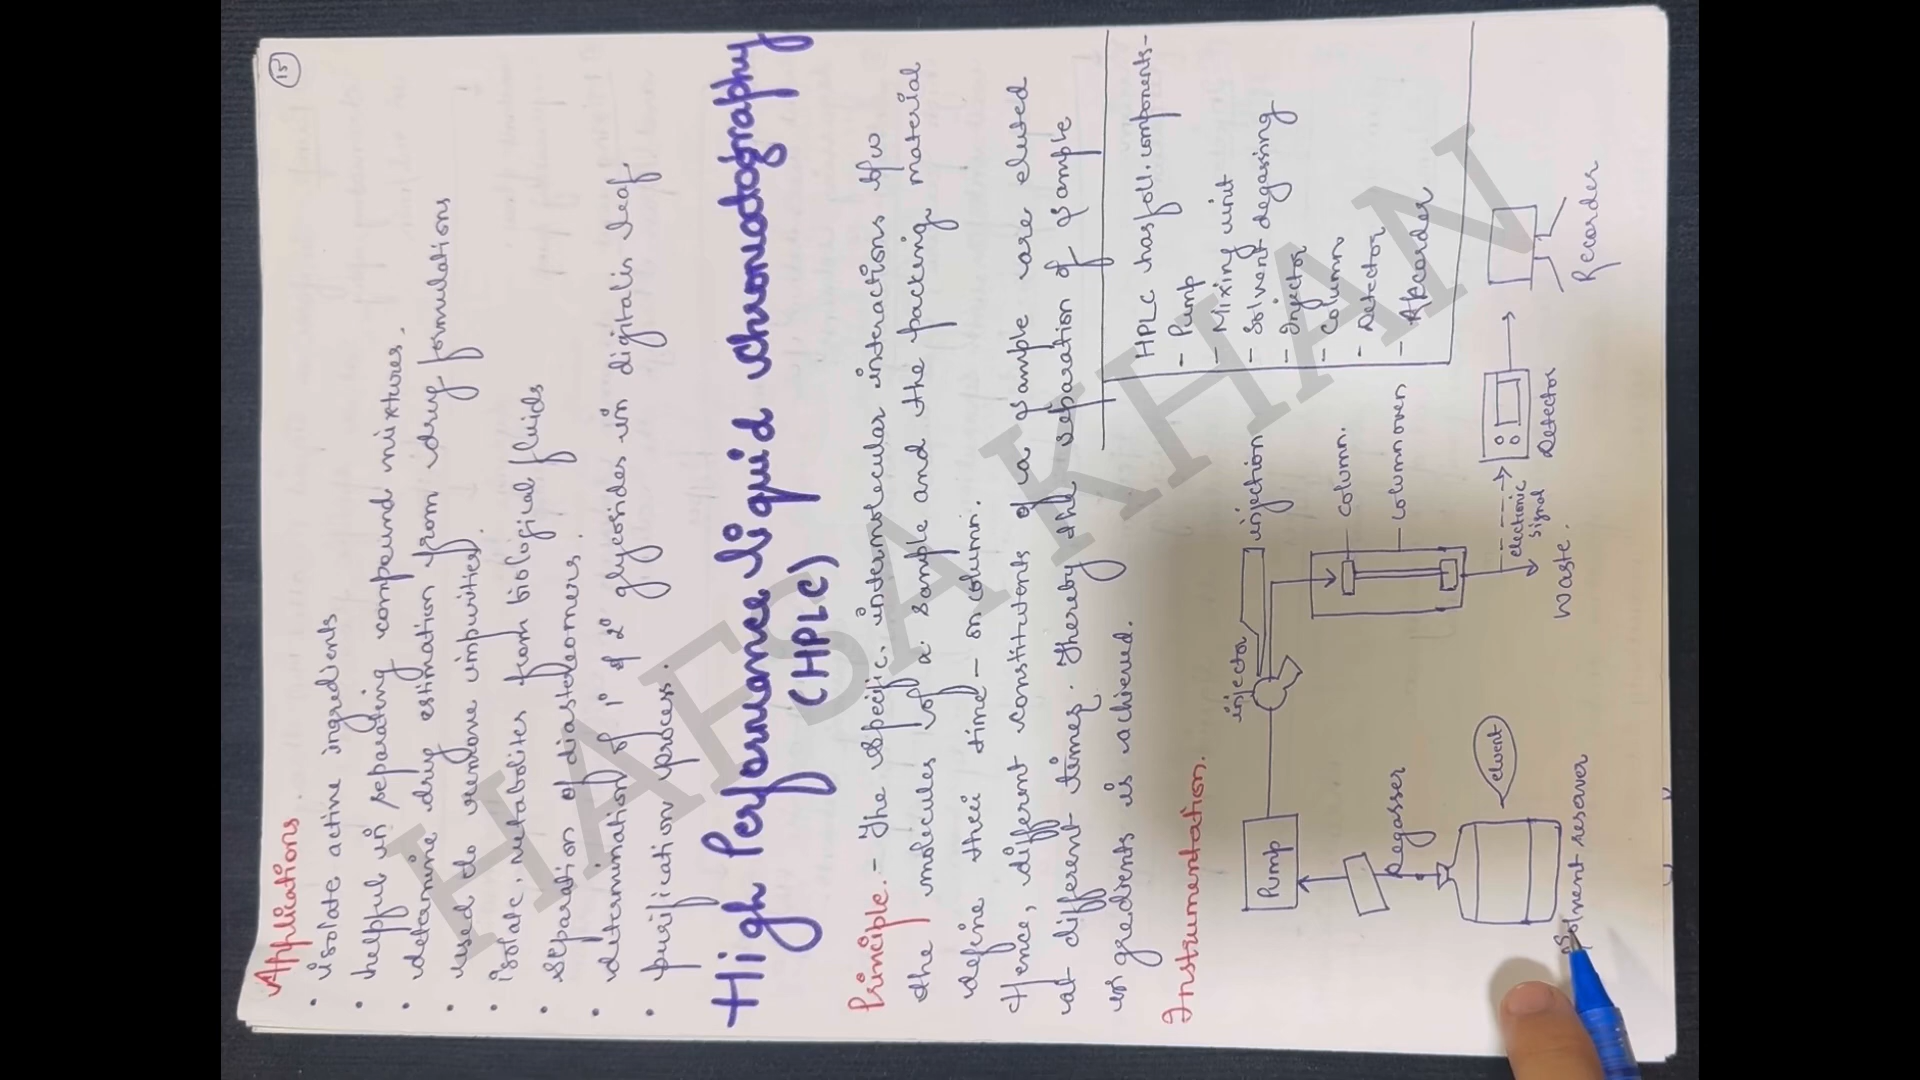 15
Applications.
• isolate active ingredients
• helpful in separating compound mixtures.
• determine drug estimation from drug formulations
• used to remove impurities.
• isolate metabolites from biological fluids
• separation of diasteleomers.
• determination of 1° & 2° glycosides in digitalis leaf
• purification process.
High Performance liquid chromatography
(HPLC)
Principle. - The specific intermolecular interactions b/w
the molecules of a sample and the packing material
define their time - on column.
Hence, different constituents of a sample are eluted
at different times. Thereby the separation of sample
ingredients is achieved.
Instrumentation.
HPLC has foll. components-
- Pump
- Mixing unit
- Solvent degassing
- Injector
- Column
- Detector
- Recorder
injector
injection
Pump
column.
column oven
Degasser
eluent
solvent reserver
electronic
signal
Waste.
Detector
Recorder
HAFSA KHAN